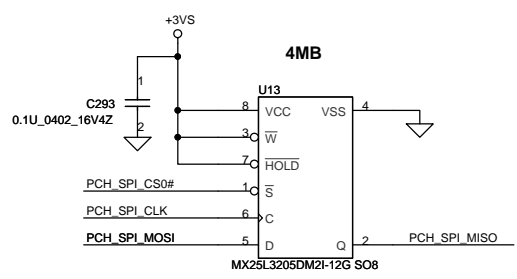 +3VS
4MB
1
C293
0.1U_0402_16V4Z
2
U13
8 VCC VSS 4
3 W
7 HOLD
PCH_SPI_CS0# 1 S
PCH_SPI_CLK 6 C
PCH_SPI_MOSI 5 D Q 2 PCH_SPI_MISO
MX25L3205DM2I-12G SO8